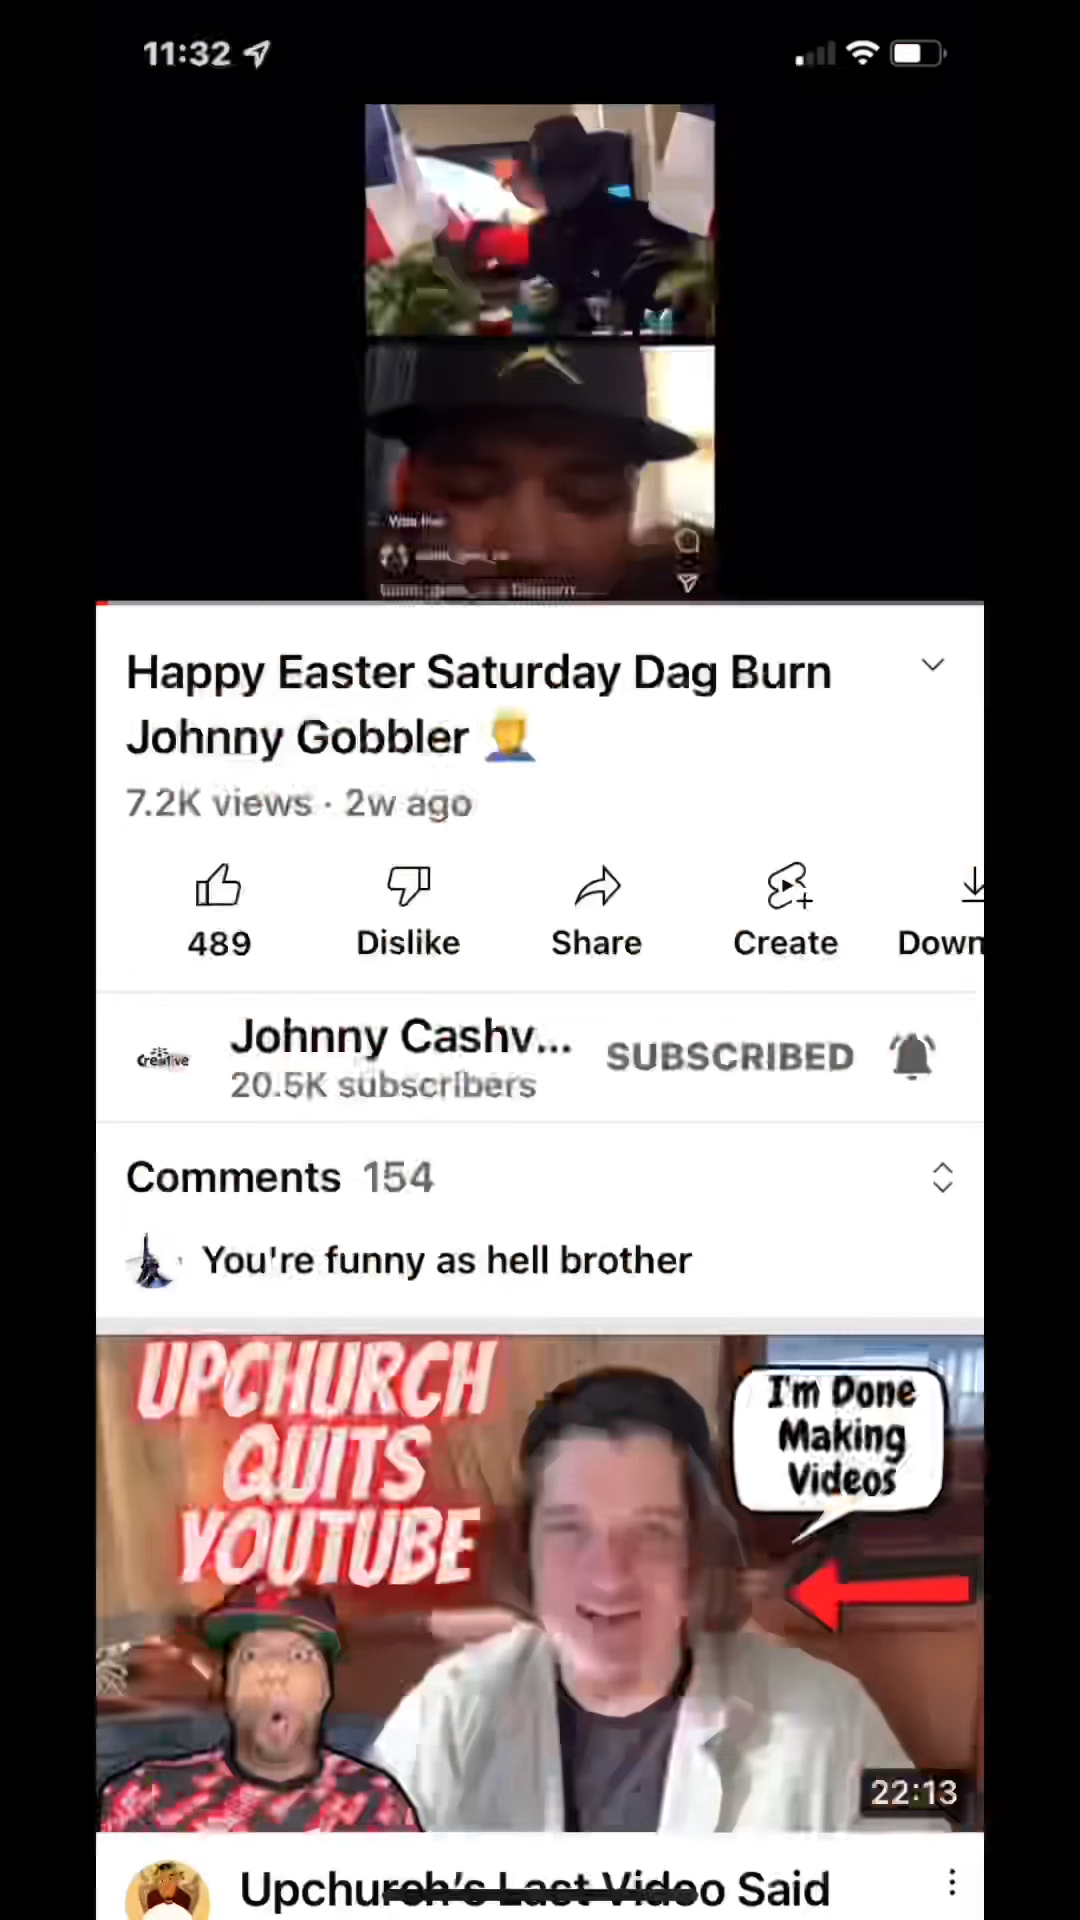 11:32
Happy Easter Saturday Dag Burn
Johnny Gobbler 🤦‍♂️
7.2K views · 2w ago
489
Dislike
Share
Create
Down
Creative
Johnny Cashv...
20.5K subscribers
SUBSCRIBED
Comments 154
You're funny as hell brother
UPCHURCH
QUITS
YOUTUBE
I'm Done
Making
Videos
22:13
Upchurch's Last Video Said